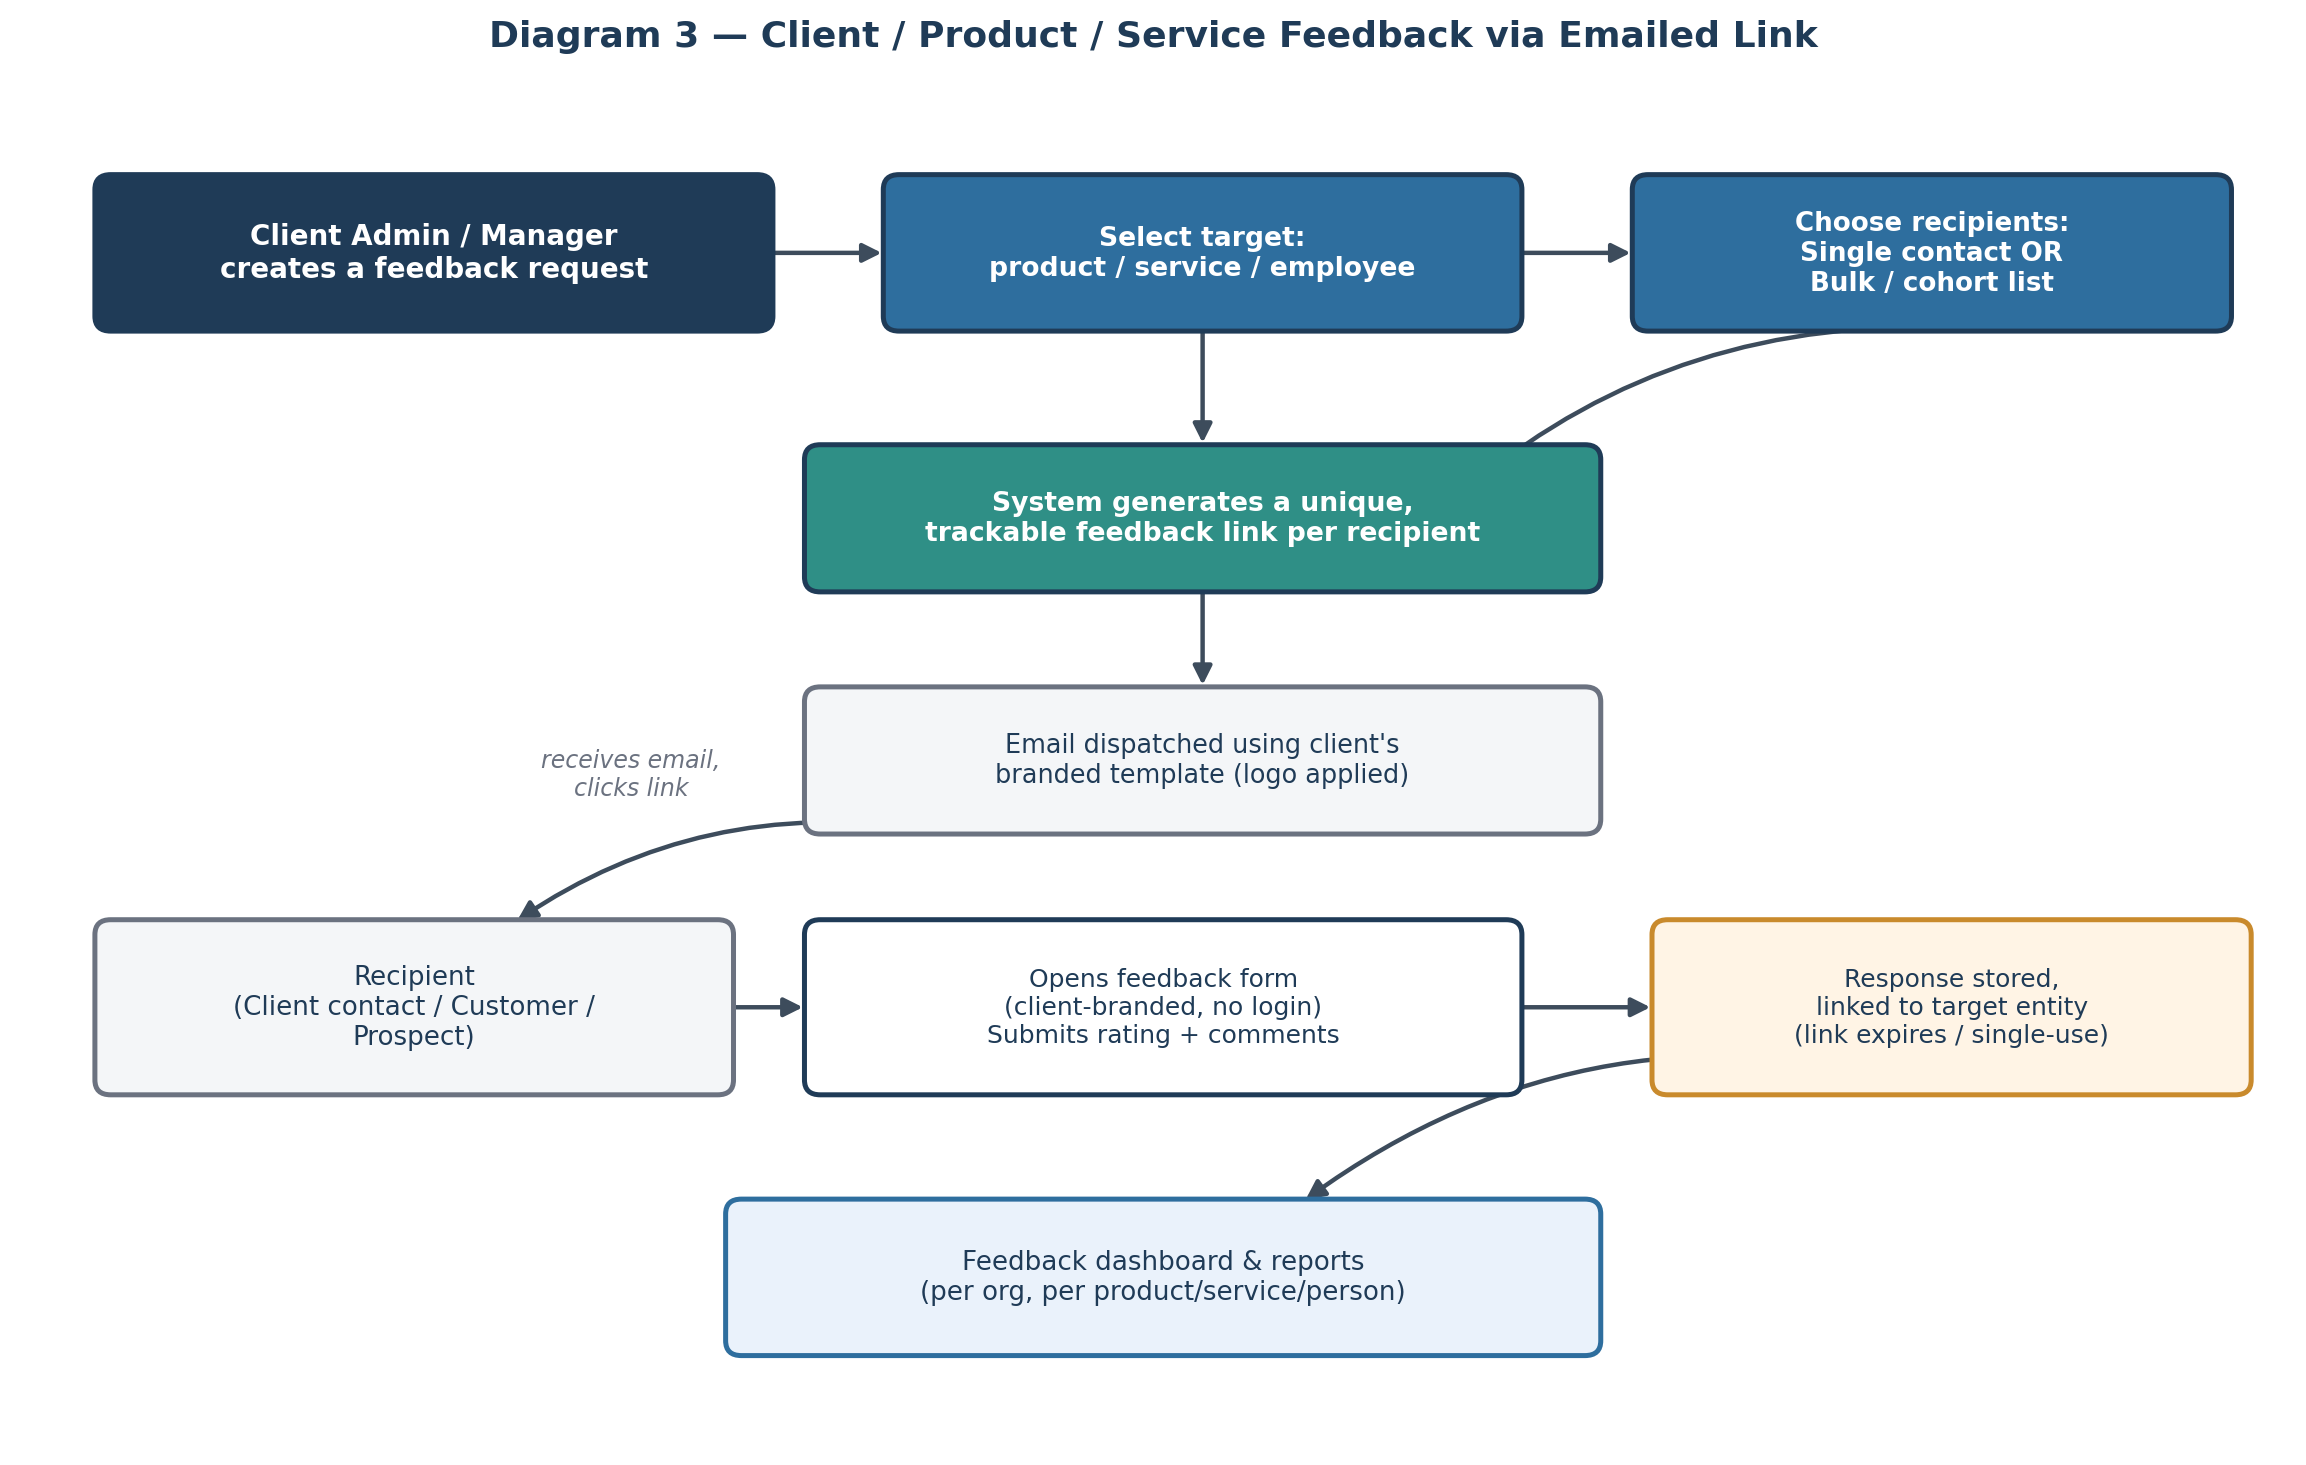 Diagram 3 — Client / Product / Service Feedback via Emailed Link
Client Admin / Manager
creates a feedback request
Select target:
product / service / employee
Choose recipients:
Single contact OR
Bulk / cohort list
System generates a unique,
trackable feedback link per recipient
Email dispatched using client's
branded template (logo applied)
receives email,
clicks link
Recipient
(Client contact / Customer /
Prospect)
Opens feedback form
(client-branded, no login)
Submits rating + comments
Response stored,
linked to target entity
(link expires / single-use)
Feedback dashboard & reports
(per org, per product/service/person)